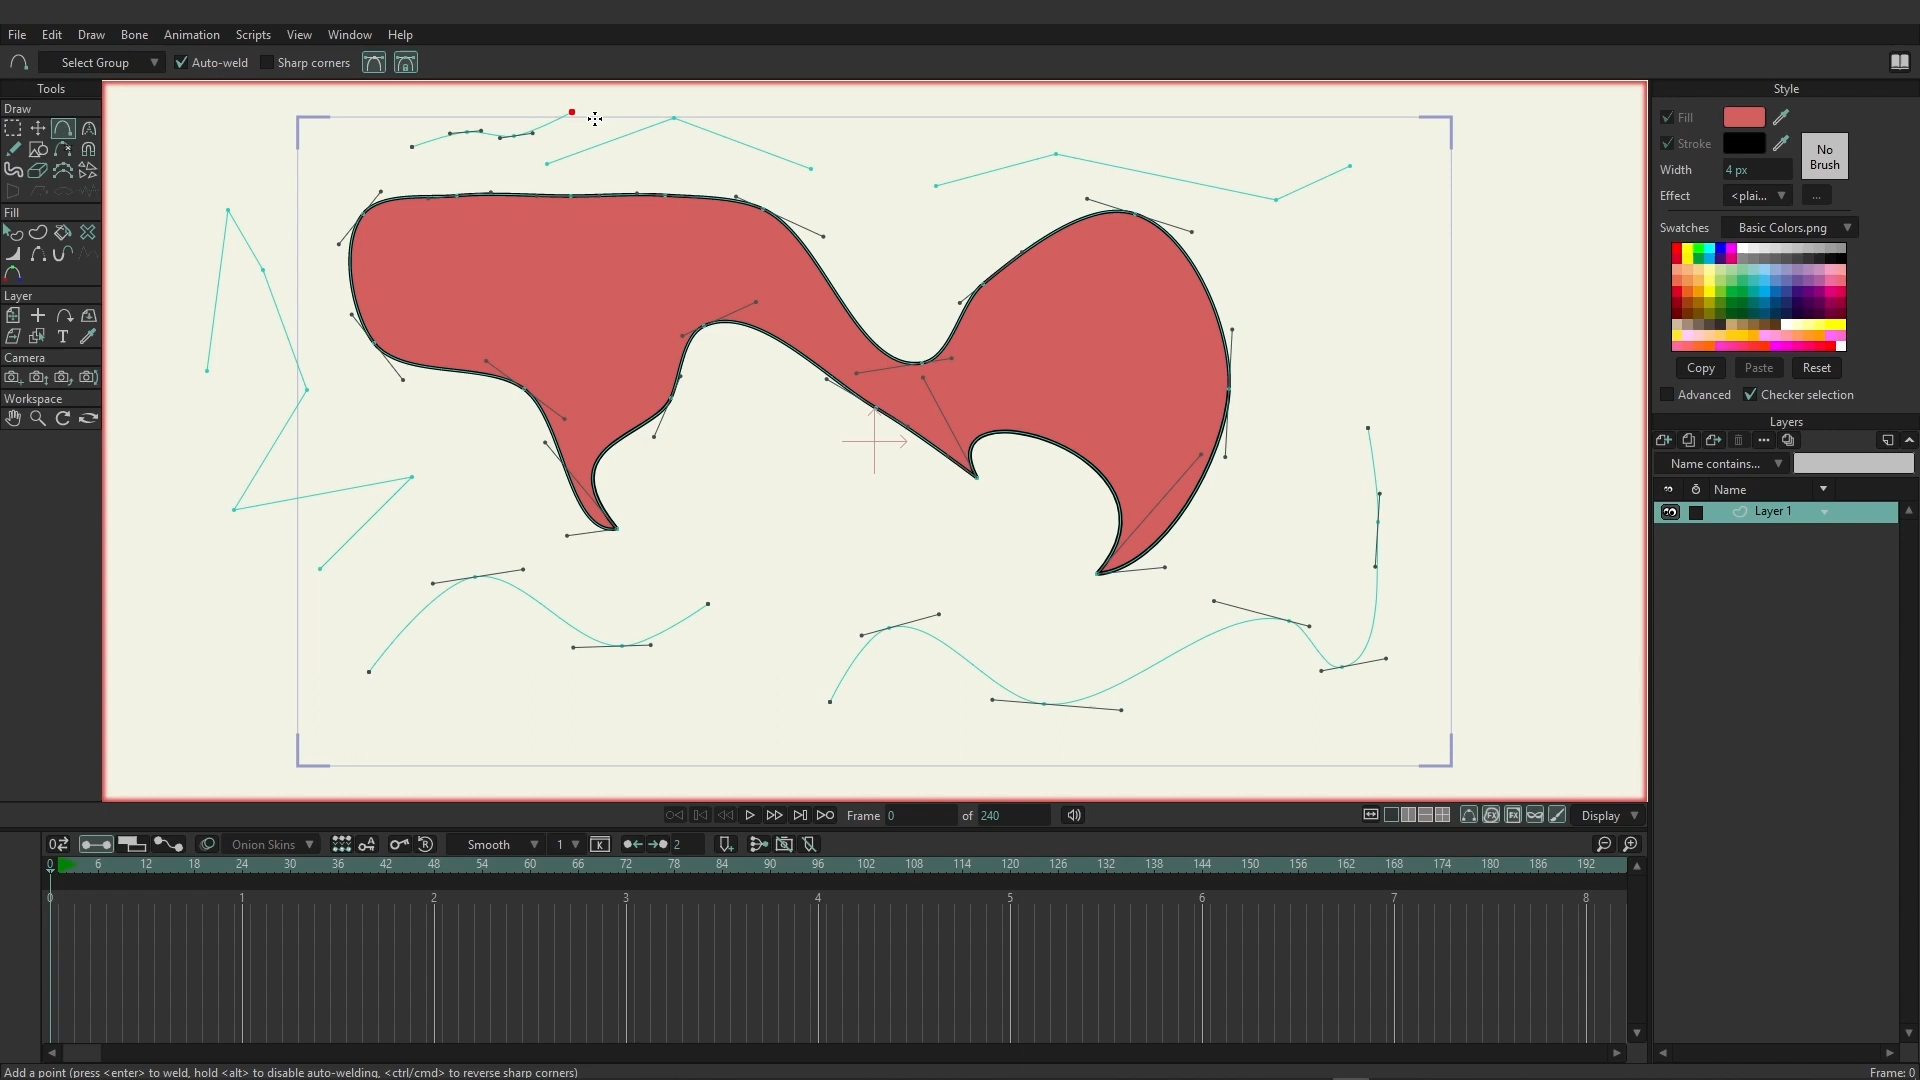 File Edit Draw Bone Animation Scripts View Window Help
Select Group Auto-weld Sharp corners
Tools
Draw
Fill
Layer
Camera
Workspace
Style
Fill
Stroke
No Brush
Width 4 px
Effect <plai... ...
Swatches Basic Colors.png
Copy Paste Reset
Advanced Checker selection
Layers
Name contains...
Name
Layer 1
Frame 0 of 240 Display
Onion Skins Smooth 1 K 2
0 6 12 18 24 30 36 42 48 54 60 66 72 78 84 90 96 102 108 114 120 126 132 138 144 150 156 162 168 174 180 186 192
0 1 2 3 4 5 6 7 8
Add a point (press <enter> to weld, hold <alt> to disable auto-welding, <ctrl/cmd> to reverse sharp corners) Frame: 0